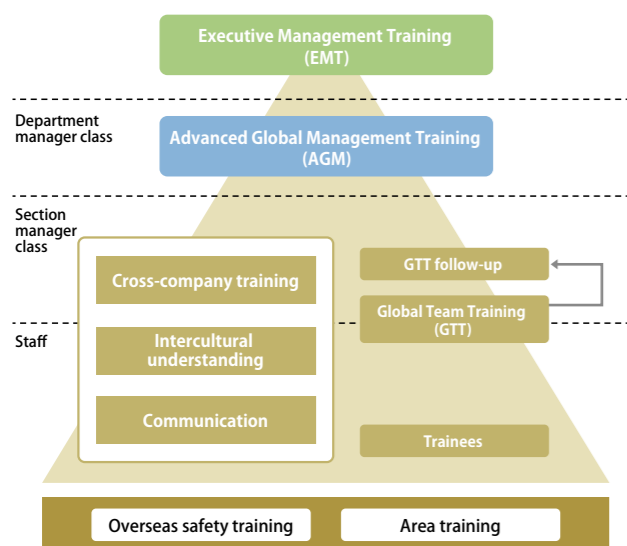 Executive Management Training
(EMT)
Department
manager class
Advanced Global Management Training
(AGM)
Section
manager
class
Cross-company training
GTT follow-up
Global Team Training
(GTT)
Staff
Intercultural
understanding
Communication
Trainees
Overseas safety training
Area training